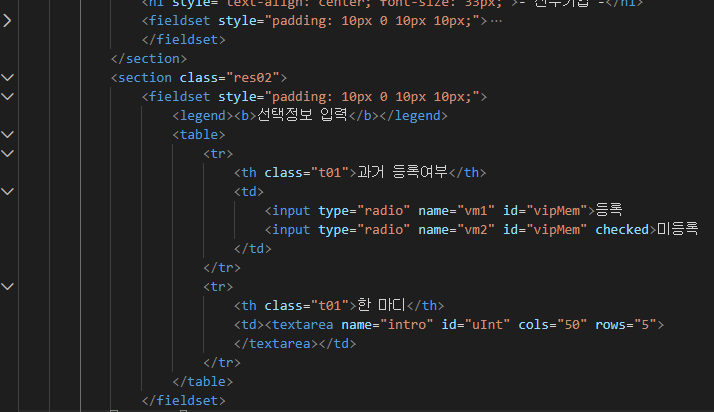 <h1 style="text-align: center; font-size: 33px;">- 친구가입 -</h1>
<fieldset style="padding: 10px 0 10px 10px;">…
</fieldset>
</section>
<section class="res02">
<fieldset style="padding: 10px 0 10px 10px;">
<legend><b>선택정보 입력</b></legend>
<table>
<tr>
<th class="t01">과거 등록여부</th>
<td>
<input type="radio" name="vm1" id="vipMem">등록
<input type="radio" name="vm2" id="vipMem" checked>미등록
</td>
</tr>
<tr>
<th class="t01">한 마디</th>
<td><textarea name="intro" id="uInt" cols="50" rows="5">
</textarea></td>
</tr>
</table>
</fieldset>